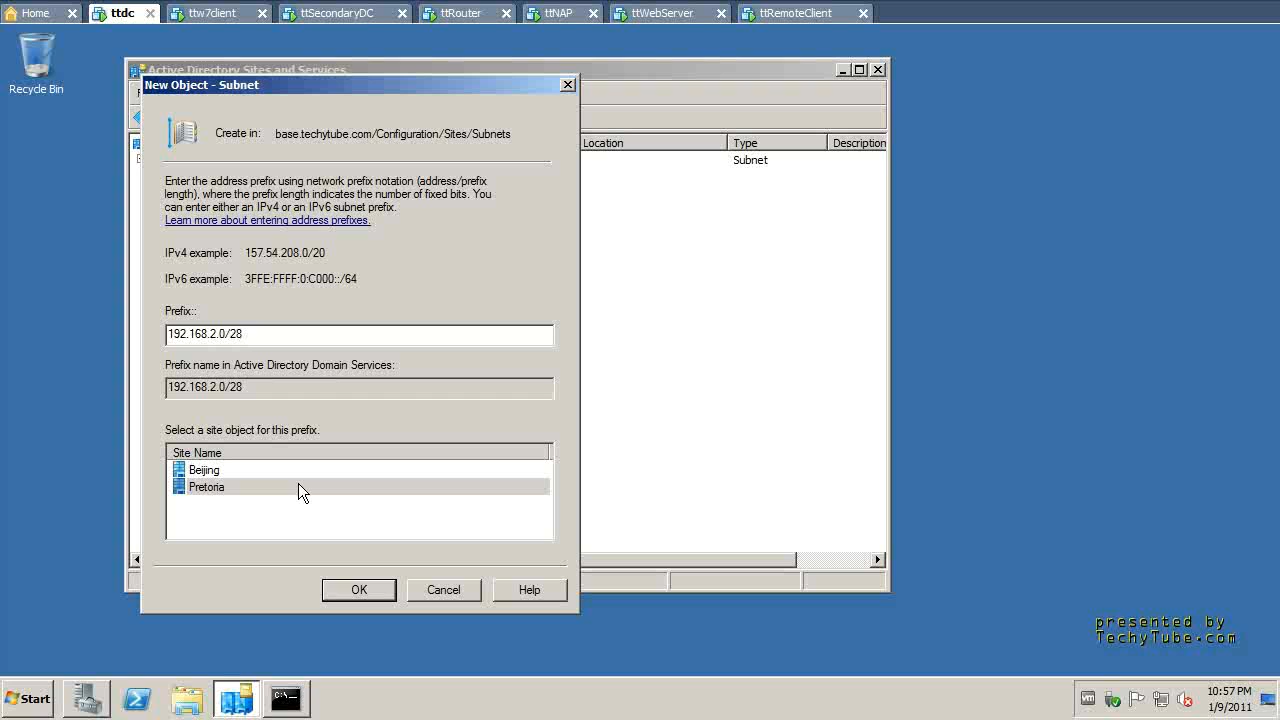 Home
ttdc
ttw7client
ttSecondaryDC
ttRouter
ttNAP
ttWebServer
ttRemoteClient
Recycle Bin
Active Directory Sites and Services
New Object - Subnet
Create in: base.techytube.com/Configuration/Sites/Subnets
Enter the address prefix using network prefix notation (address/prefix
length), where the prefix length indicates the number of fixed bits. You
can enter either an IPv4 or an IPv6 subnet prefix.
Learn more about entering address prefixes.
IPv4 example: 157.54.208.0/20
IPv6 example: 3FFE:FFFF:0:C000::/64
Prefix::
192.168.2.0/28
Prefix name in Active Directory Domain Services:
192.168.2.0/28
Select a site object for this prefix.
Site Name
Beijing
Pretoria
OK
Cancel
Help
Location
Type
Description
Subnet
presented by
TechyTube.com
Start
10:57 PM
1/9/2011